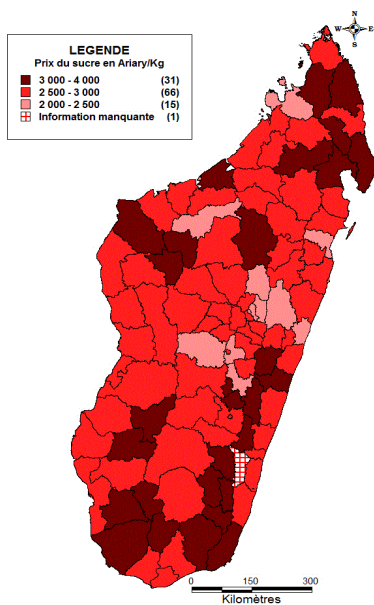 N
W E
S
LEGENDE
Prix du sucre en Ariary/Kg
3 000 - 4 000 (31)
2 500 - 3 000 (66)
2 000 - 2 500 (15)
Information manquante (1)
0 150 300
Kilomètres